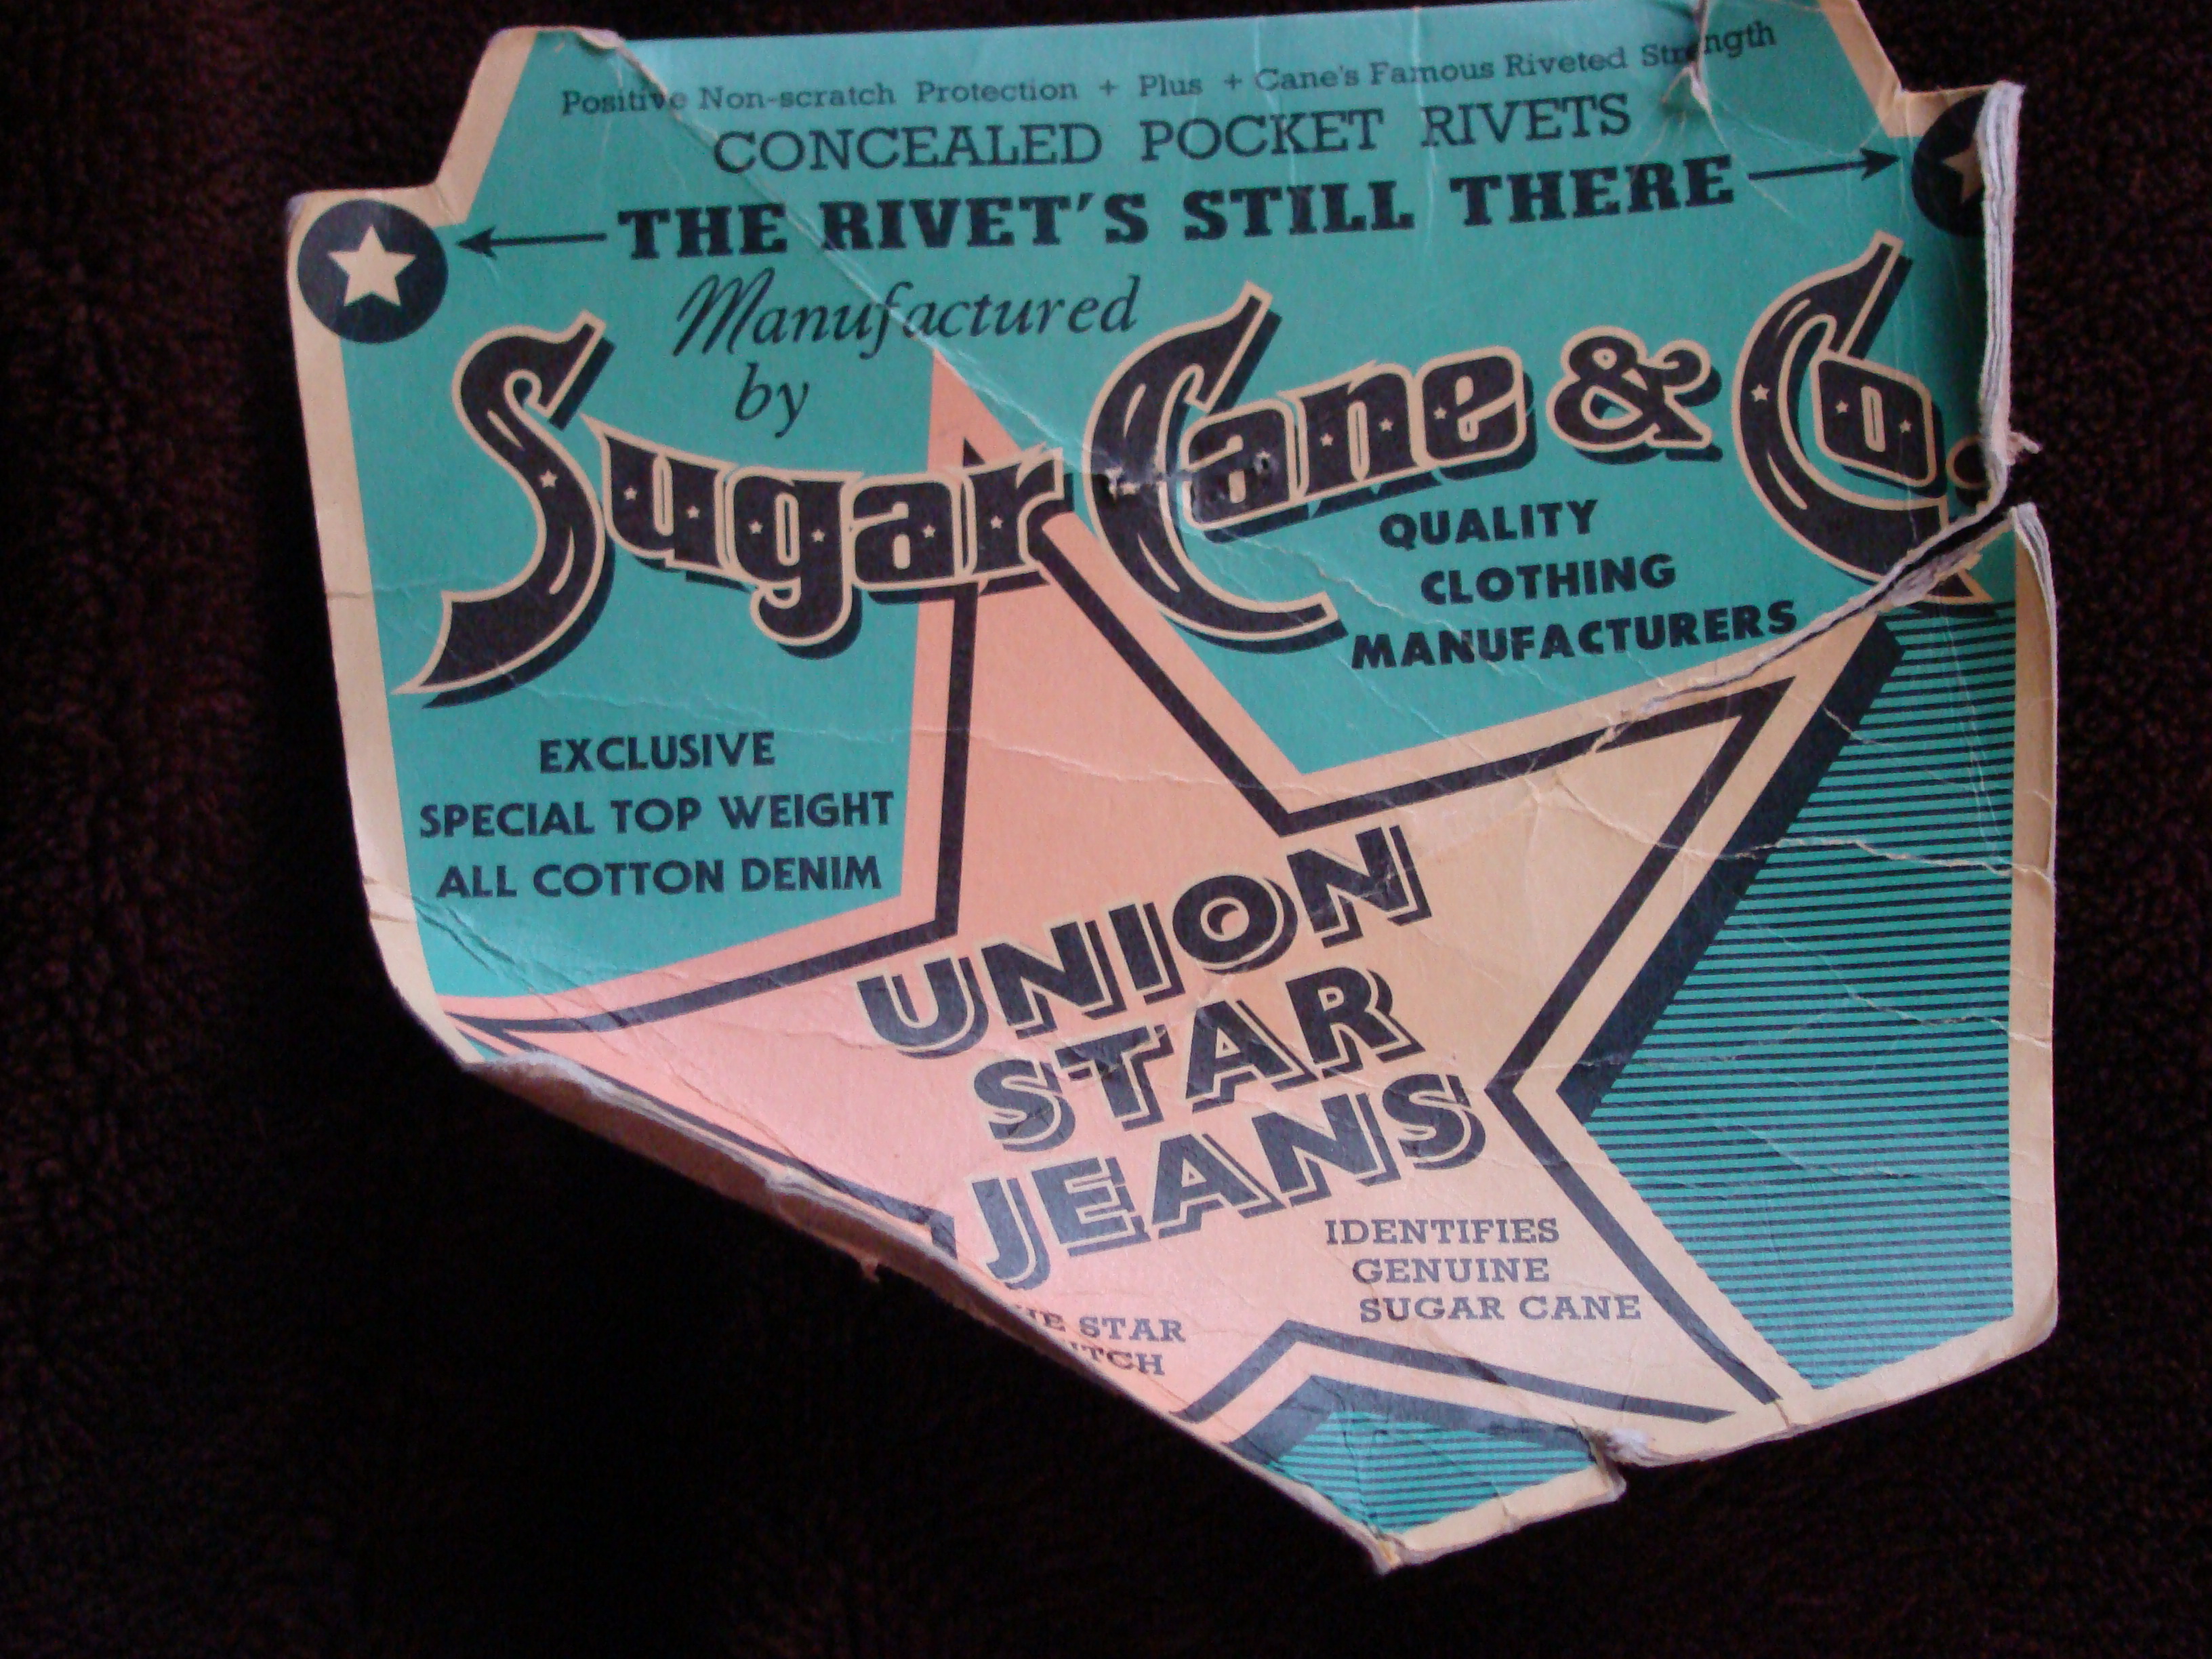 Positive Non-scratch Protection + Plus + Cane's Famous Riveted Strength
CONCEALED POCKET RIVETS
THE RIVET'S STILL THERE
Manufactured
by
Sugar Cane & Co.
QUALITY
CLOTHING
MANUFACTURERS
EXCLUSIVE
SPECIAL TOP WEIGHT
ALL COTTON DENIM
UNION
STAR
JEANS
IDENTIFIES
GENUINE
SUGAR CANE
STAR